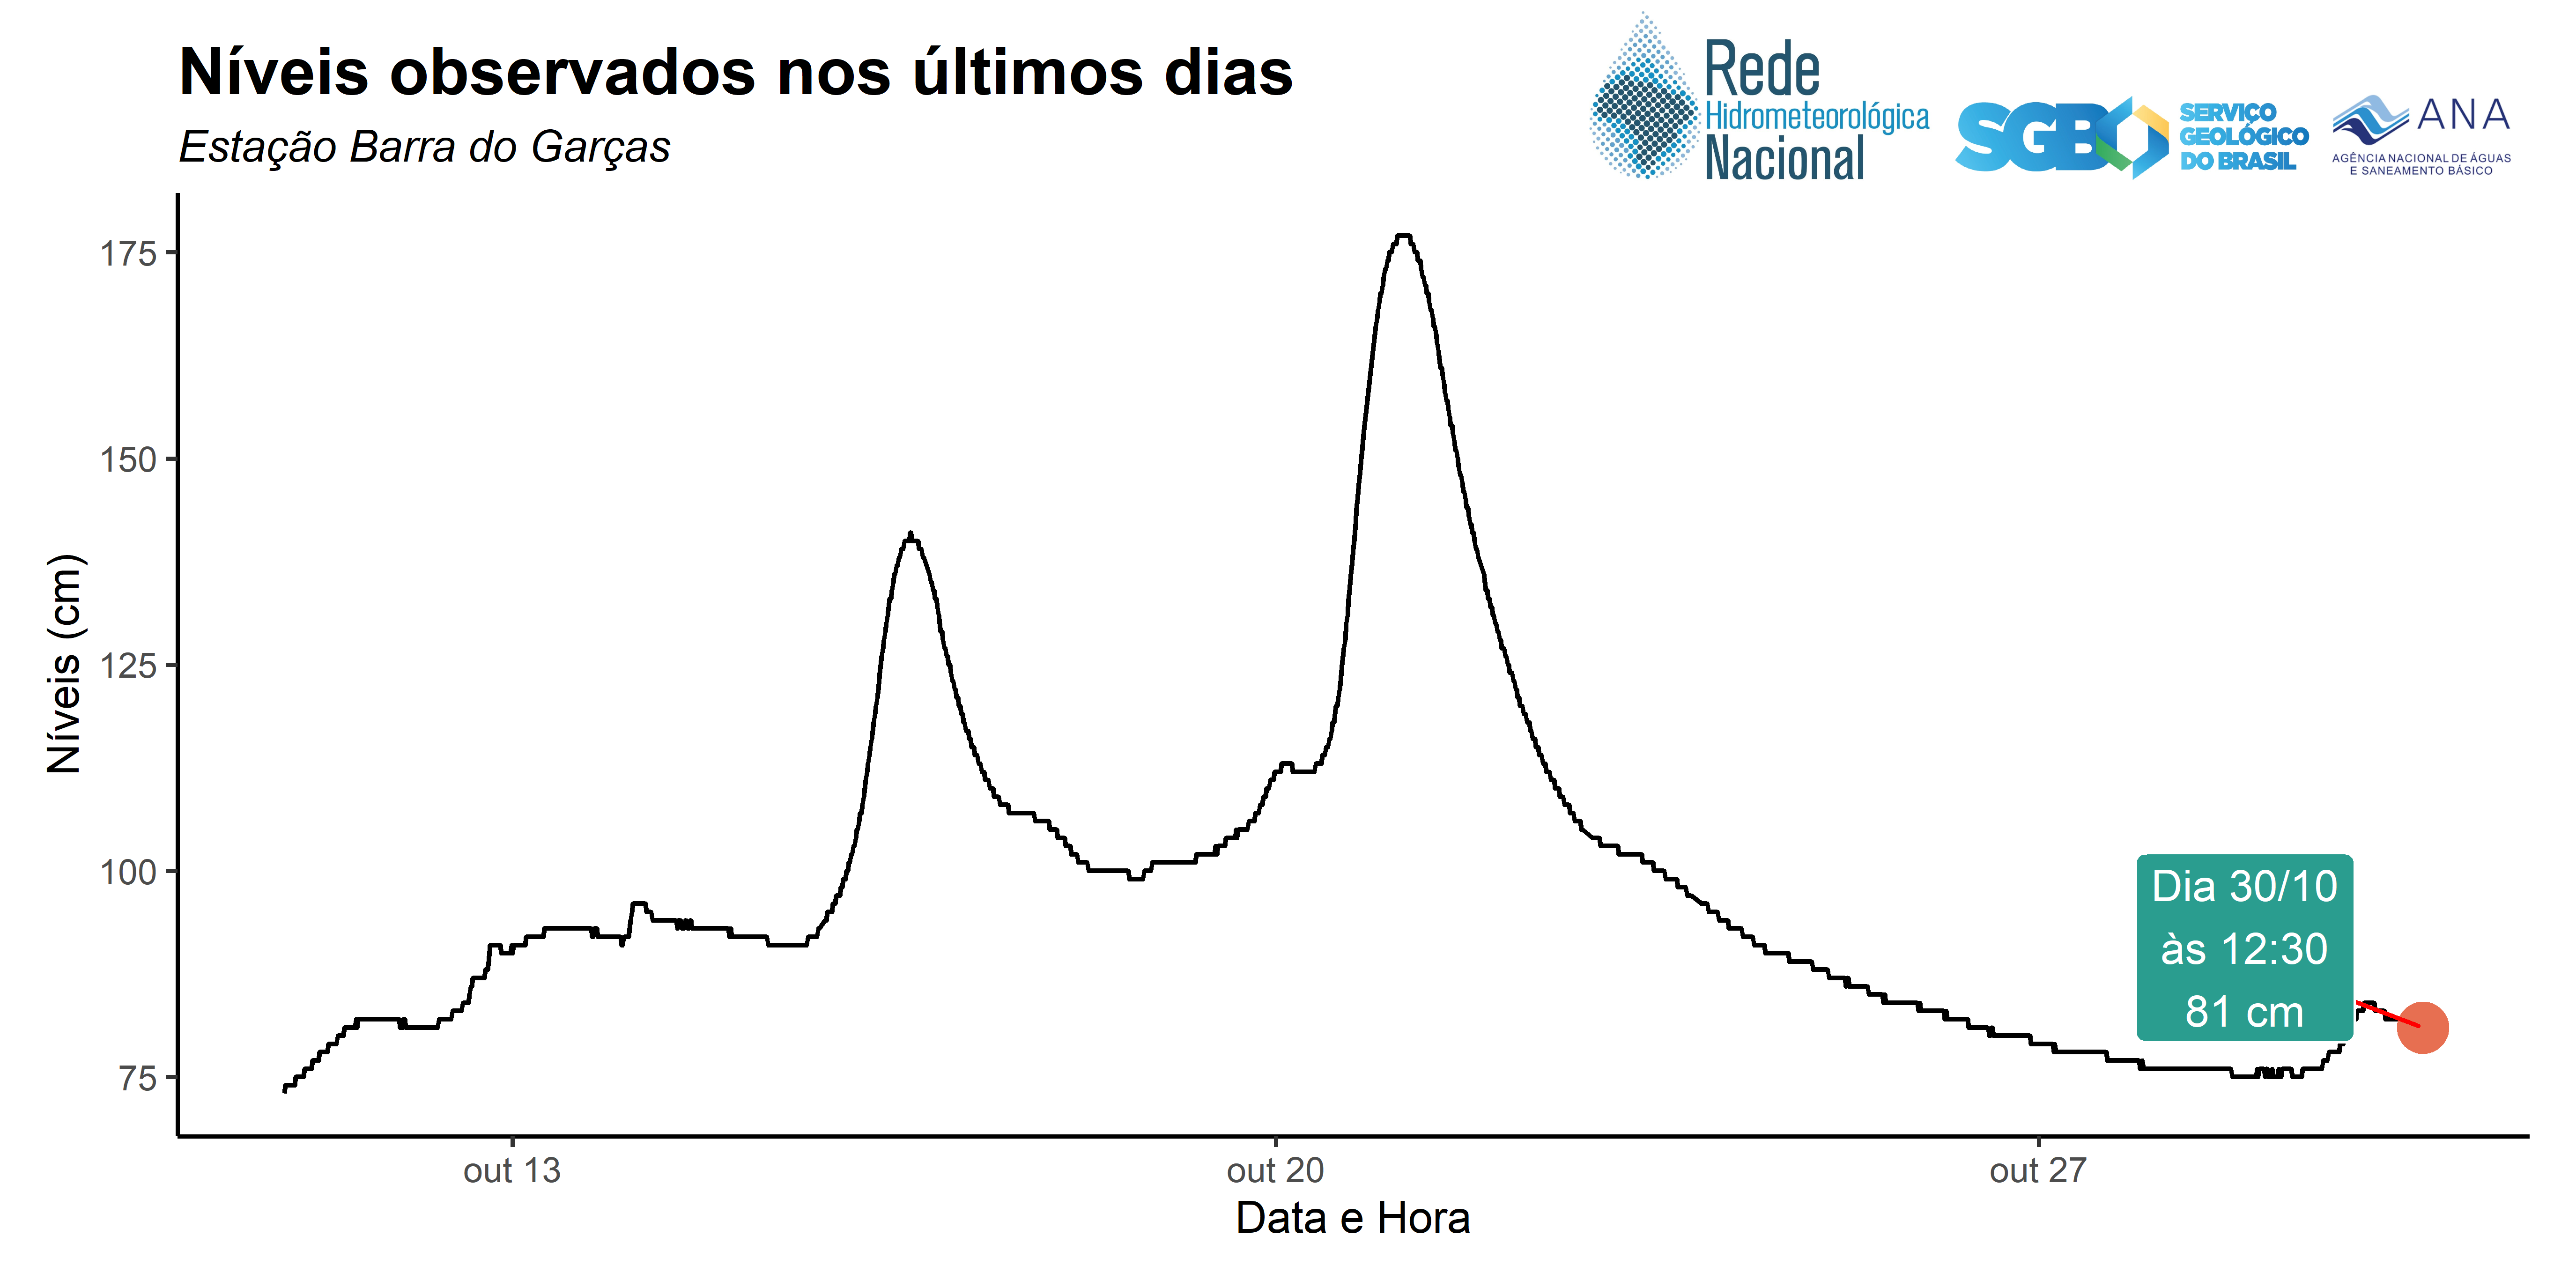 Níveis observados nos últimos dias
Estação Barra do Garças
Rede
Hidrometeorológica
Nacional
SGB
SERVIÇO
GEOLÓGICO
DO BRASIL
ANA
AGÊNCIA NACIONAL DE ÁGUAS
E SANEAMENTO BÁSICO
Níveis (cm)
175
150
125
100
75
Dia 30/10
às 12:30
81 cm
out 13
out 20
out 27
Data e Hora